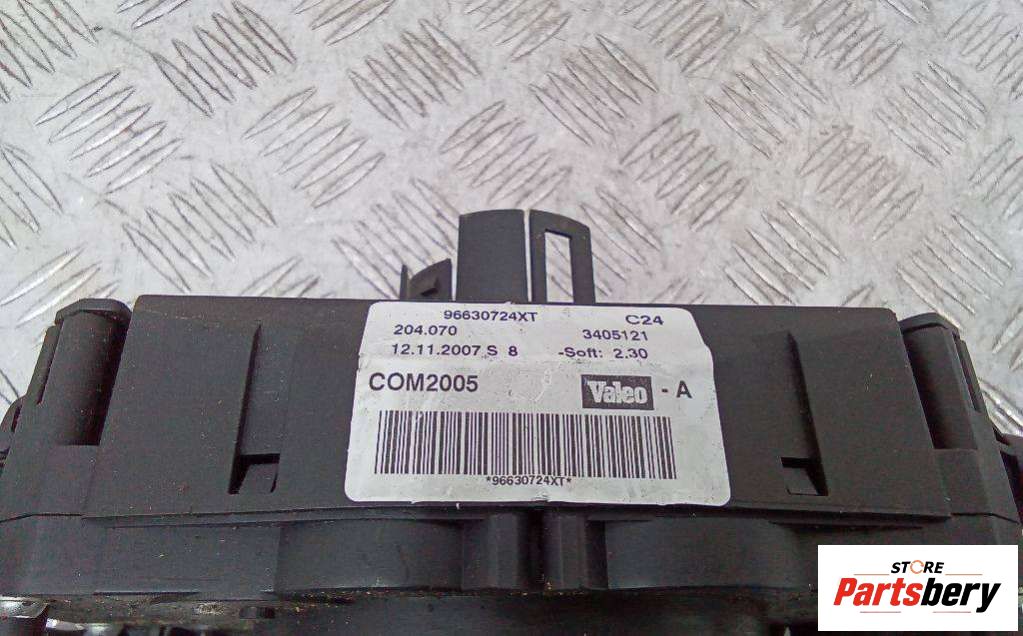 96630724XT C24
204.070 3405121
12.11.2007 S 8 -Soft: 2.30
COM2005 Valeo - A
*96630724XT*
STORE
Partsbery